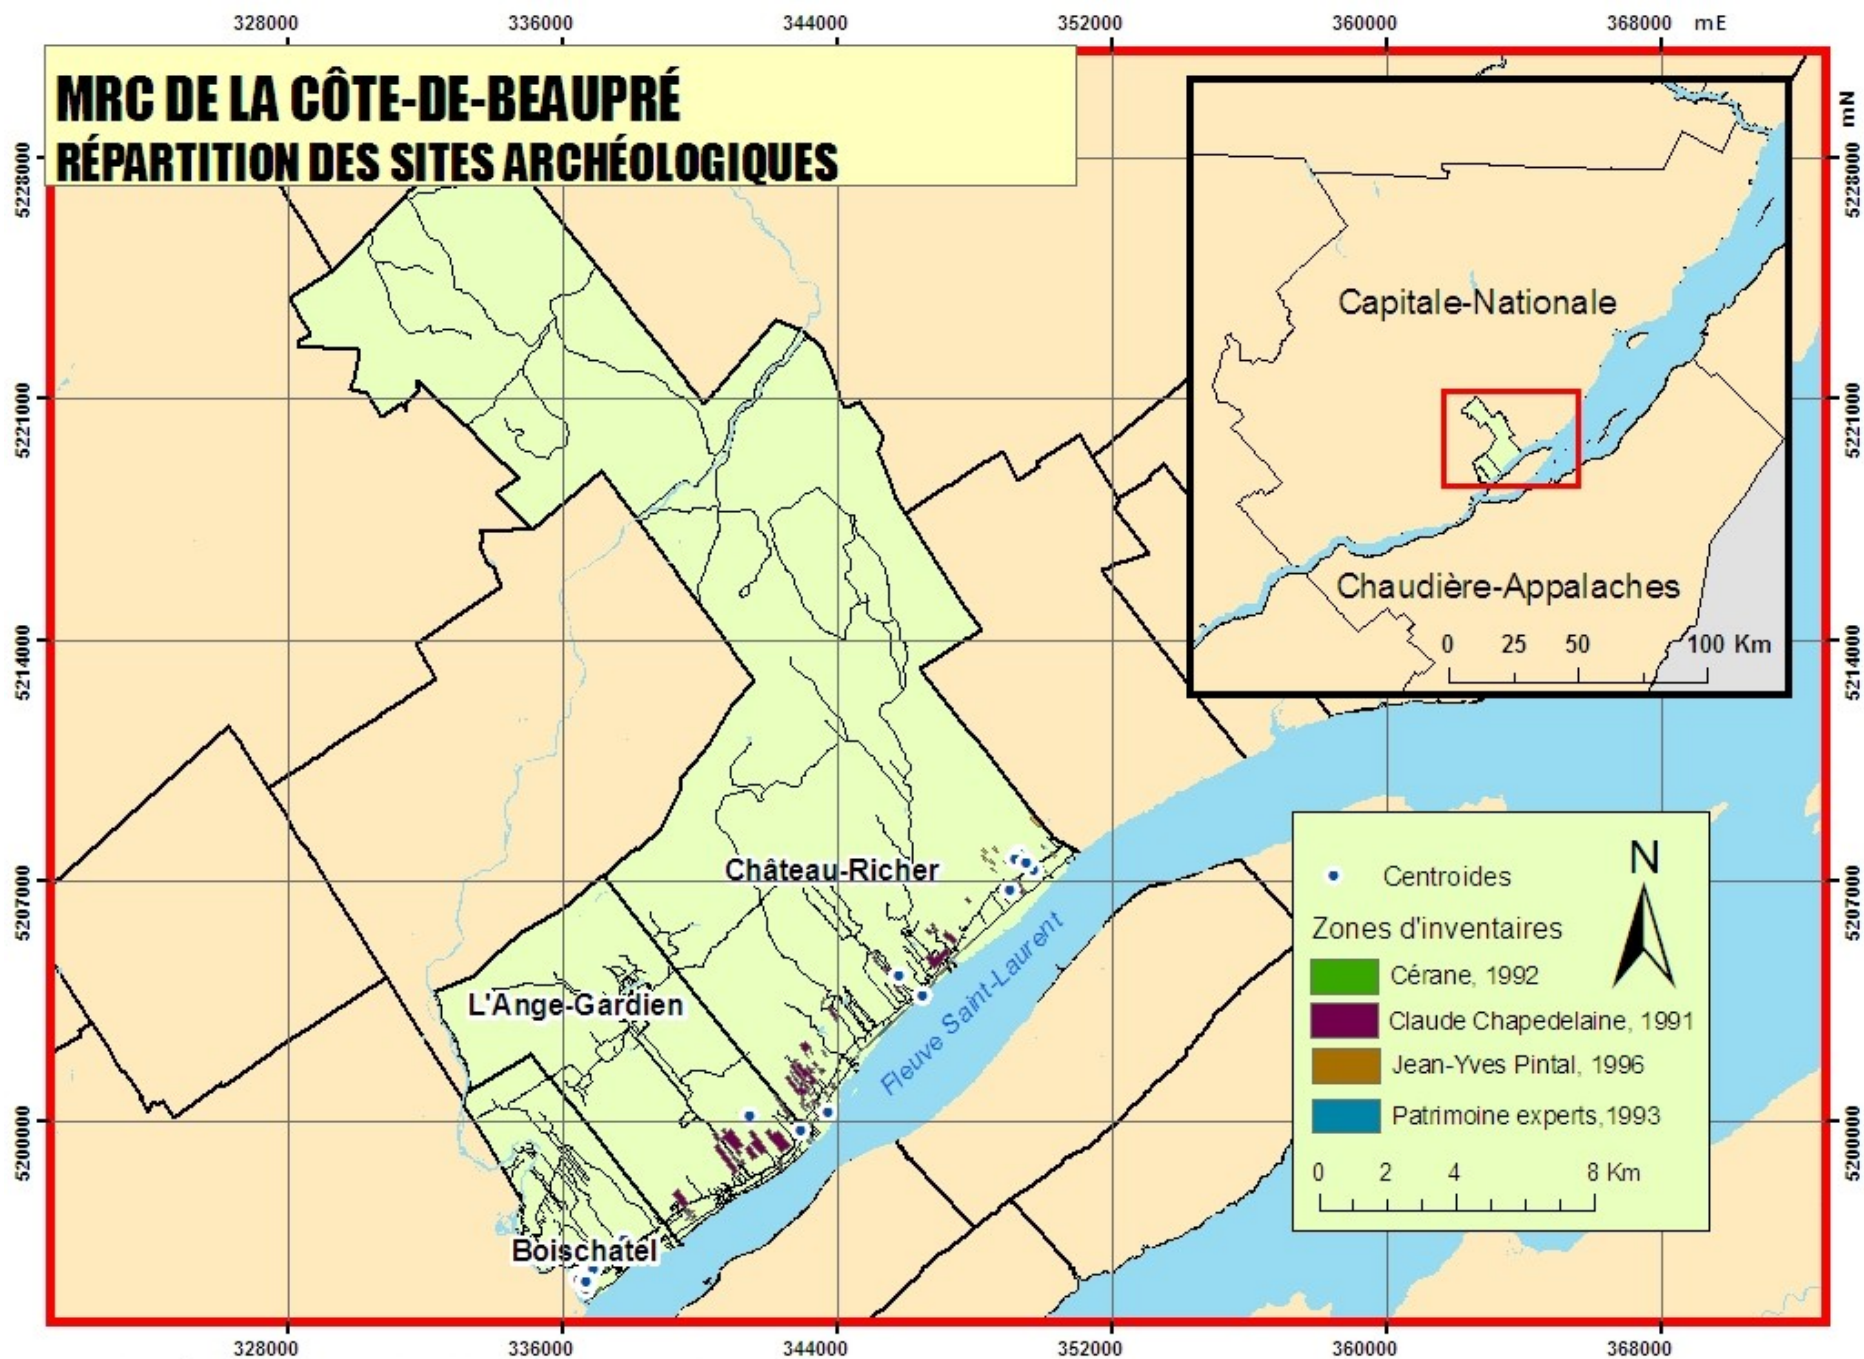 328000 336000 344000 352000 360000 368000 mE
MRC DE LA CÔTE-DE-BEAUPRÉ
RÉPARTITION DES SITES ARCHÉOLOGIQUES
mN
5228000 5228000
5221000 5221000
5214000 5214000
5207000 5207000
5200000 5200000
Capitale-Nationale
Chaudière-Appalaches
0 25 50 100 Km
Château-Richer
L'Ange-Gardien
Boischatel
Fleuve Saint-Laurent
N
Centroides
Zones d'inventaires
Cérane, 1992
Claude Chapedelaine, 1991
Jean-Yves Pintal, 1996
Patrimoine experts,1993
0 2 4 8 Km
328000 336000 344000 352000 360000 368000